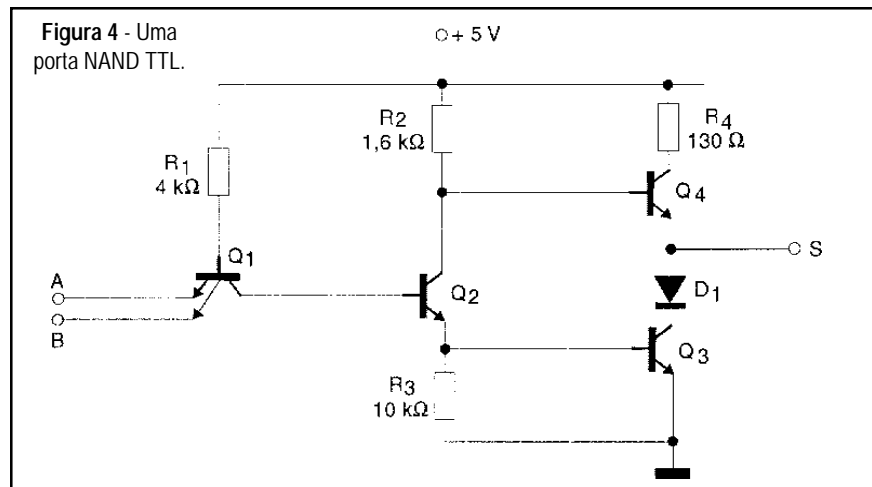 Figura 4 - Uma
porta NAND TTL.
+ 5 V
R2
1,6 kΩ
R4
130 Ω
R1
4 kΩ
Q4
Q1
S
A
Q2
D1
B
Q3
R3
10 kΩ